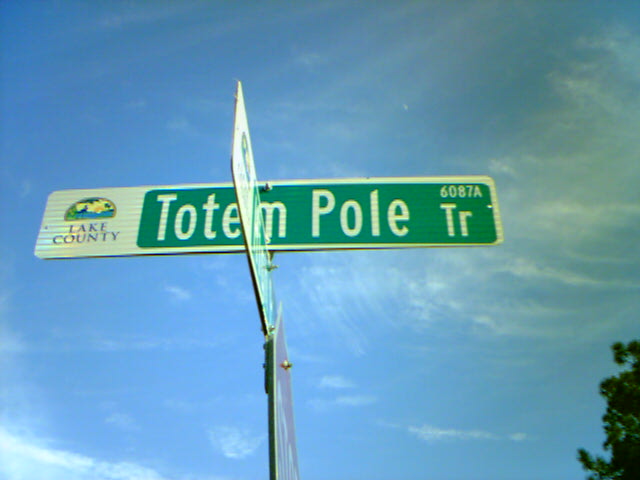 LAKE
COUNTY
Totem Pole Tr
6087A